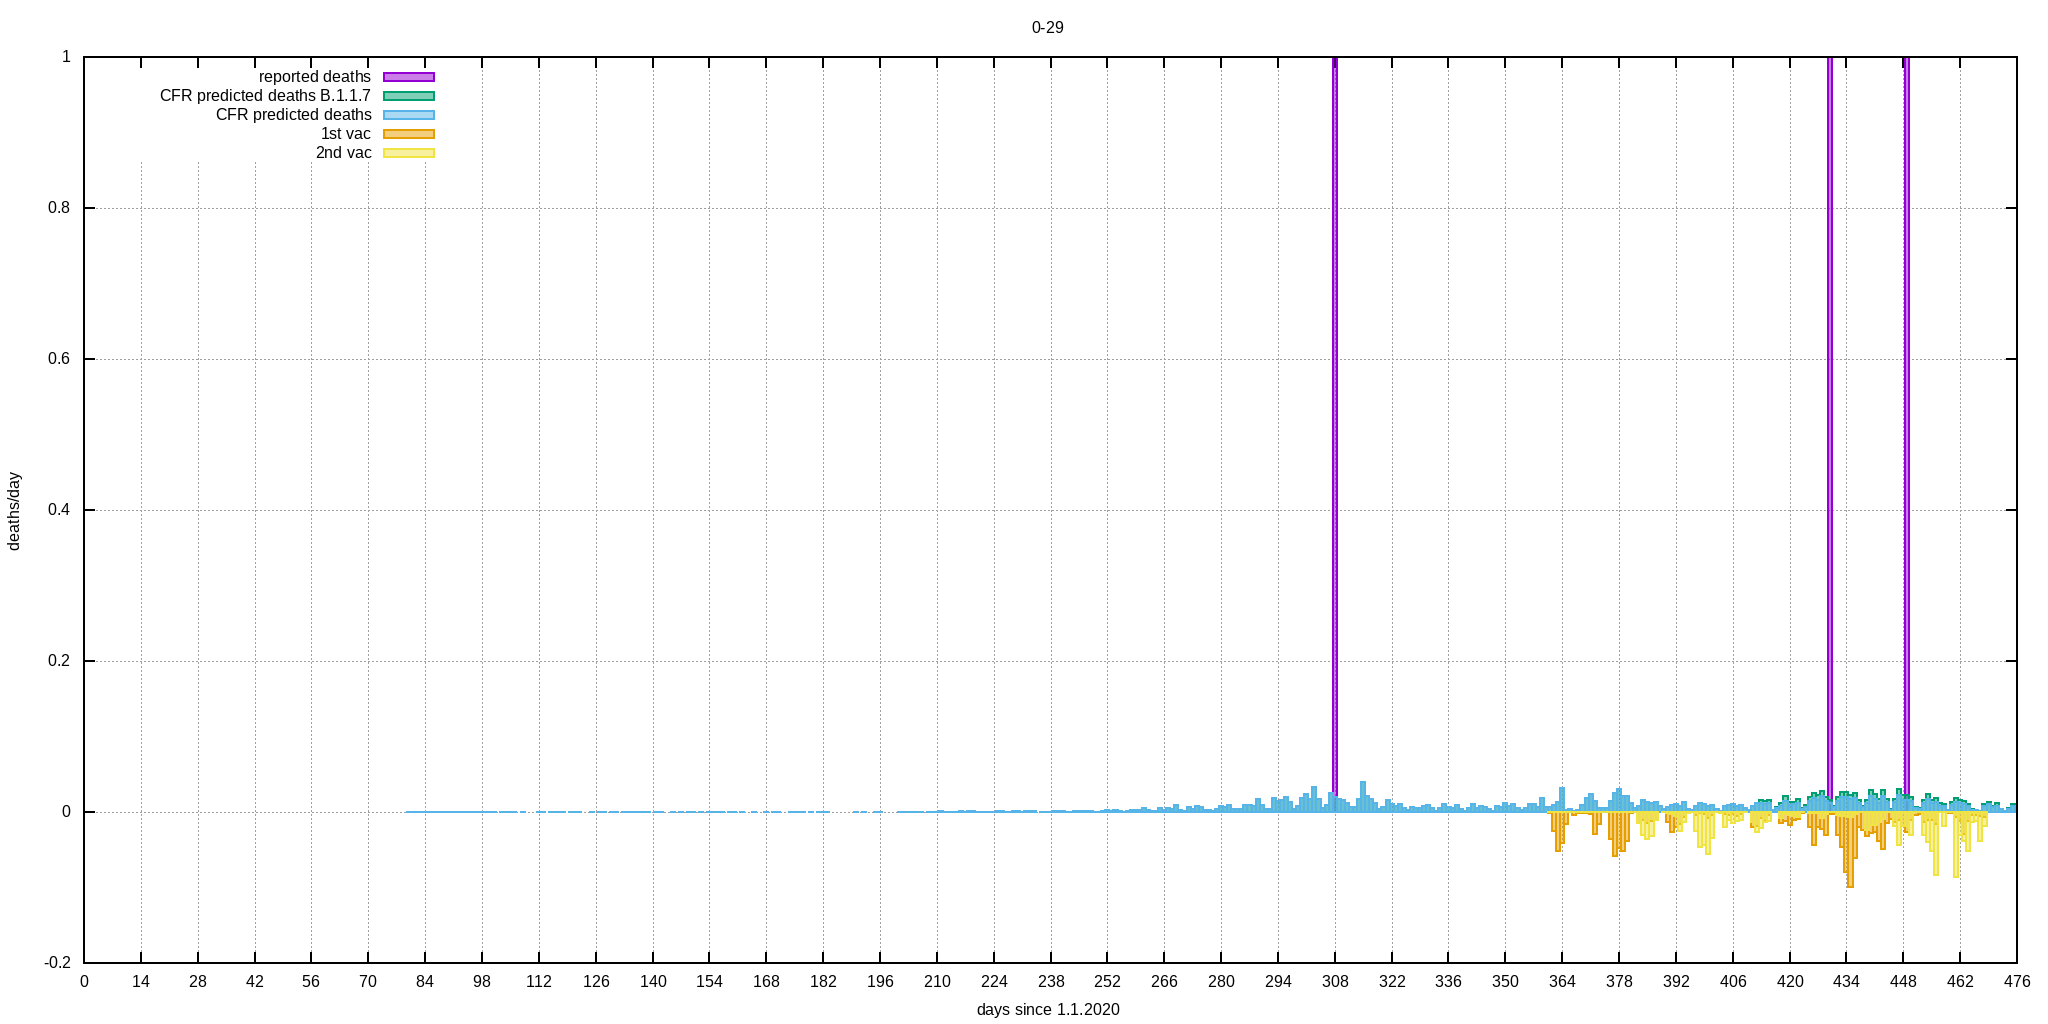 0-29
1
reported deaths
CFR predicted deaths B.1.1.7
CFR predicted deaths
1st vac
2nd vac
0.8
0.6
0.4
0.2
0
-0.2
deaths/day
0 14 28 42 56 70 84 98 112 126 140 154 168 182 196 210 224 238 252 266 280 294 308 322 336 350 364 378 392 406 420 434 448 462 476
days since 1.1.2020